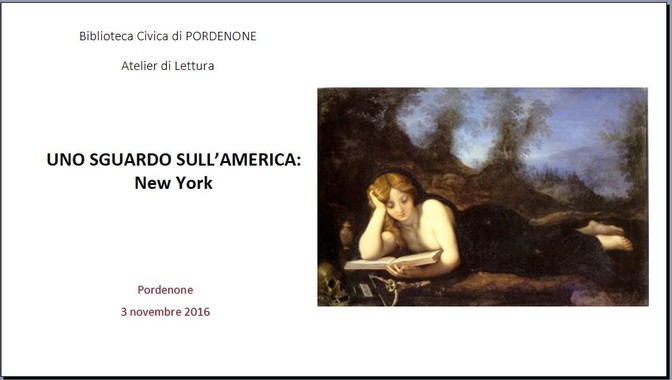 Biblioteca Civica di PORDENONE
Atelier di Lettura
UNO SGUARDO SULL’AMERICA:
New York
Pordenone
3 novembre 2016